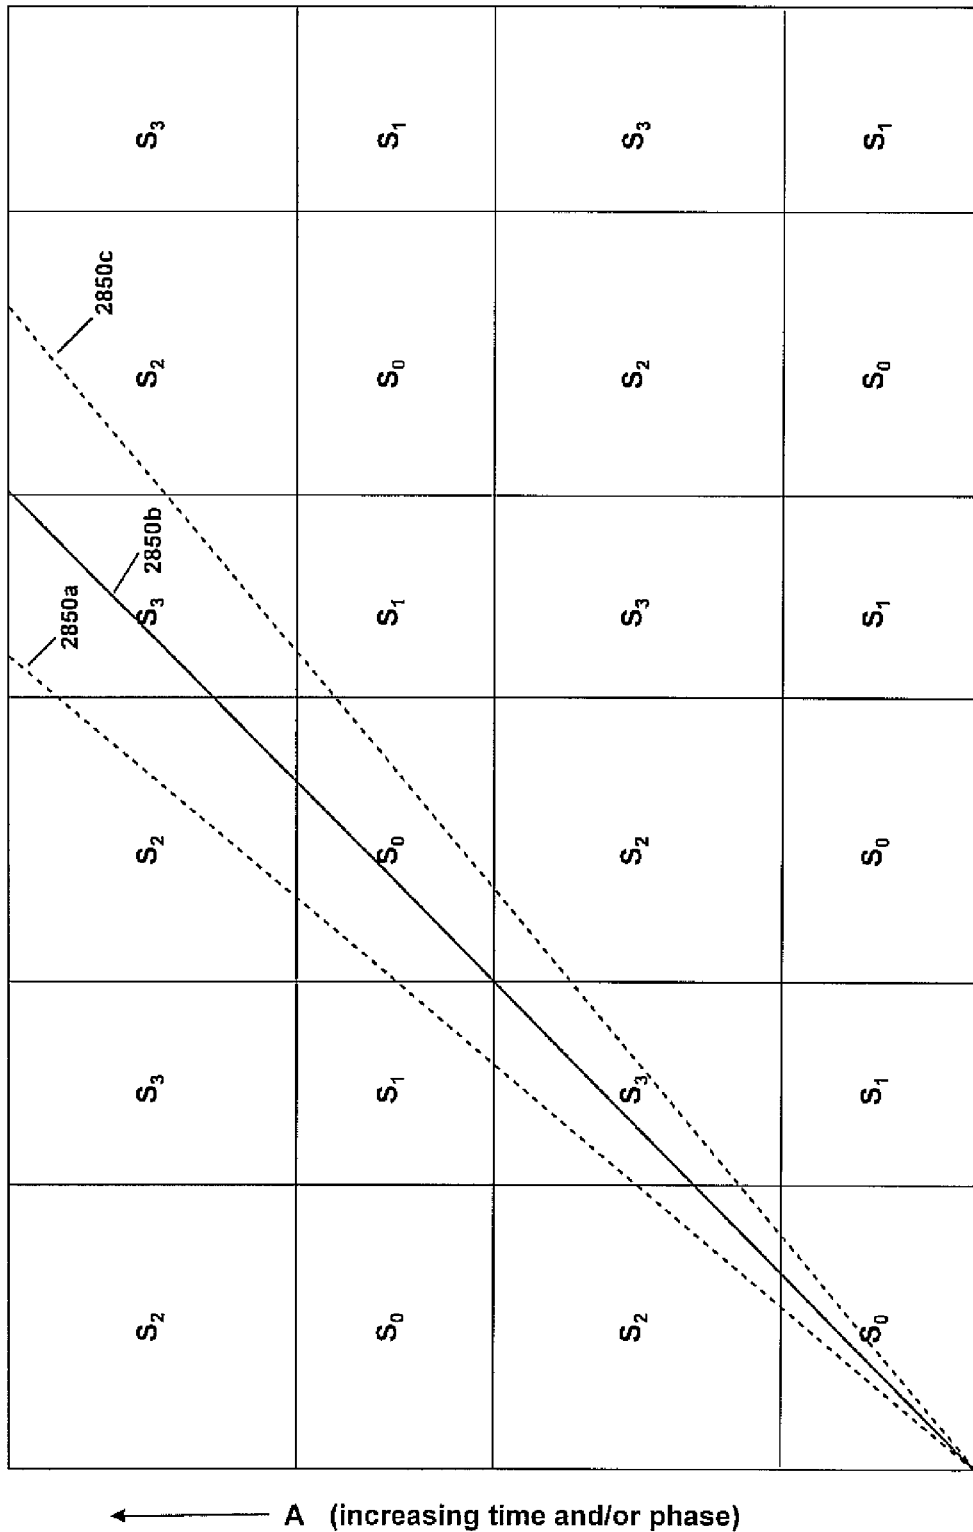 S3 S1 S3 S1
2850c
S2 S0 S2 S0
2850b
2850a
S3 S1 S3 S1
S2 S0 S2 S0
S3 S1 S3 S1
S2 S0 S2 S0
A (increasing time and/or phase)